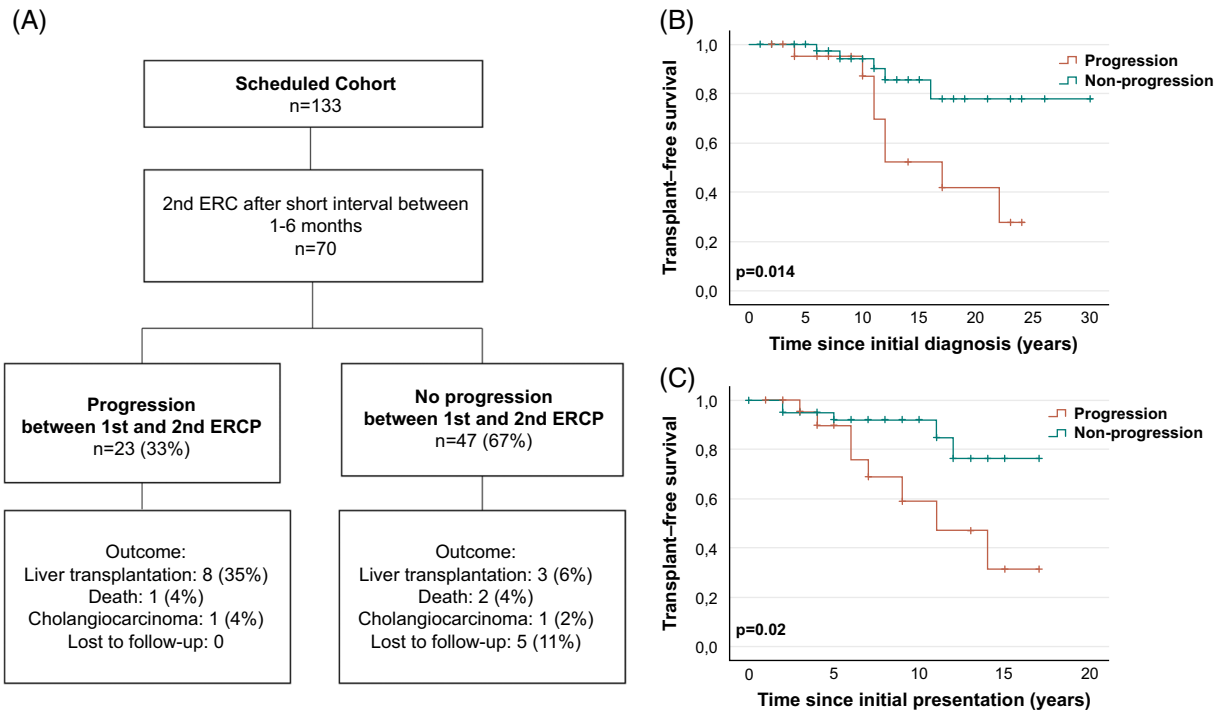 (A)
Scheduled Cohort
n=133
2nd ERC after short interval between
1-6 months
n=70
Progression
between 1st and 2nd ERCP
n=23 (33%)
No progression
between 1st and 2nd ERCP
n=47 (67%)
Outcome:
Liver transplantation: 8 (35%)
Death: 1 (4%)
Cholangiocarcinoma: 1 (4%)
Lost to follow-up: 0
Outcome:
Liver transplantation: 3 (6%)
Death: 2 (4%)
Cholangiocarcinoma: 1 (2%)
Lost to follow-up: 5 (11%)
(B)
Transplant–free survival
1,0
0,8
0,6
0,4
0,2
0,0
Progression
Non-progression
p=0.014
0 5 10 15 20 25 30
Time since initial diagnosis (years)
(C)
Transplant–free survival
1,0
0,8
0,6
0,4
0,2
0,0
Progression
Non-progression
p=0.02
0 5 10 15 20
Time since initial presentation (years)